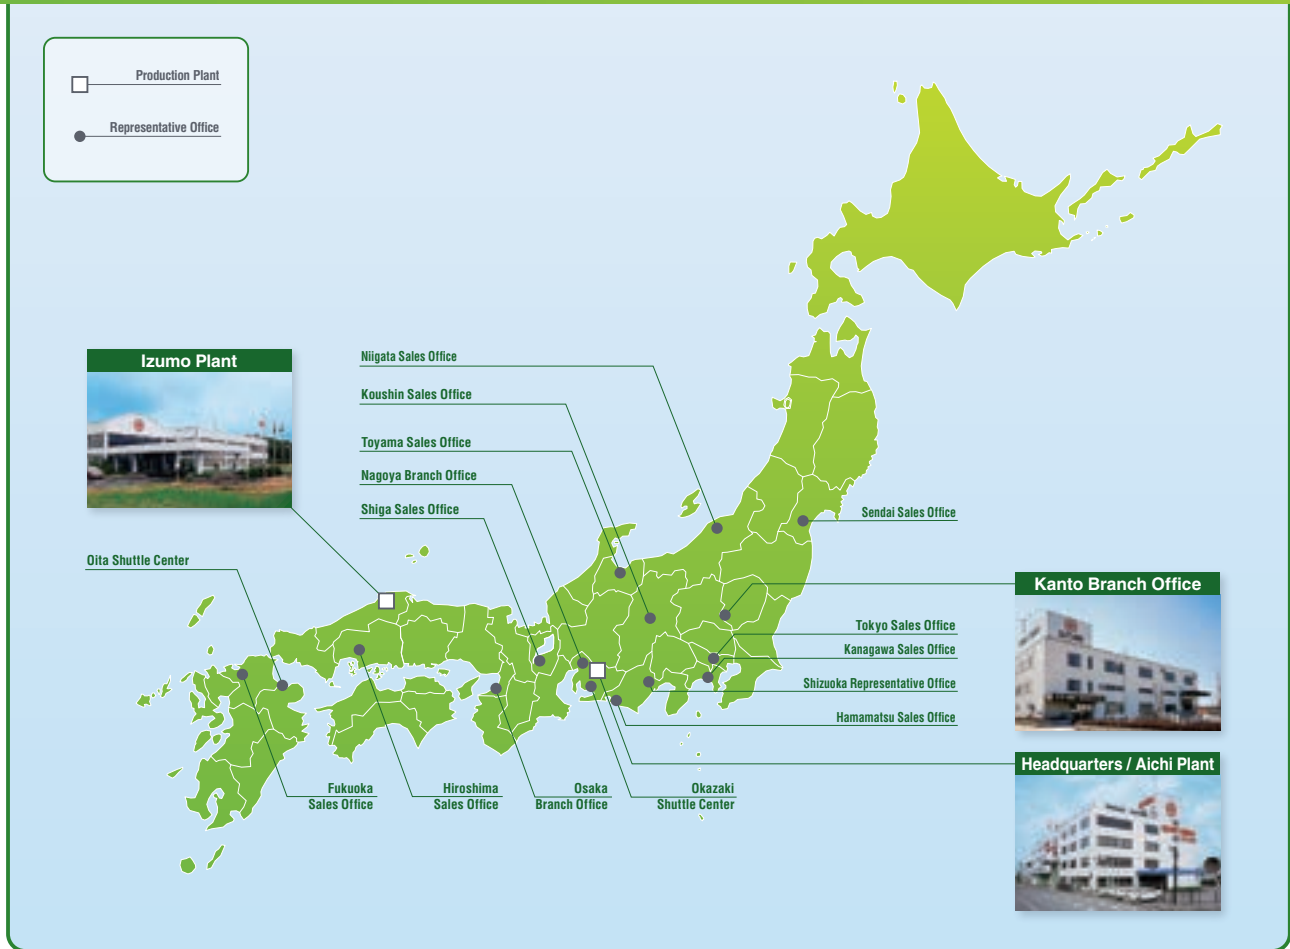 Production Plant
Representative Office
Izumo Plant
Niigata Sales Office
Koushin Sales Office
Toyama Sales Office
Nagoya Branch Office
Shiga Sales Office
Sendai Sales Office
Oita Shuttle Center
Kanto Branch Office
Tokyo Sales Office
Kanagawa Sales Office
Shizuoka Representative Office
Hamamatsu Sales Office
Headquarters / Aichi Plant
Fukuoka
Sales Office
Hiroshima
Sales Office
Osaka
Branch Office
Okazaki
Shuttle Center